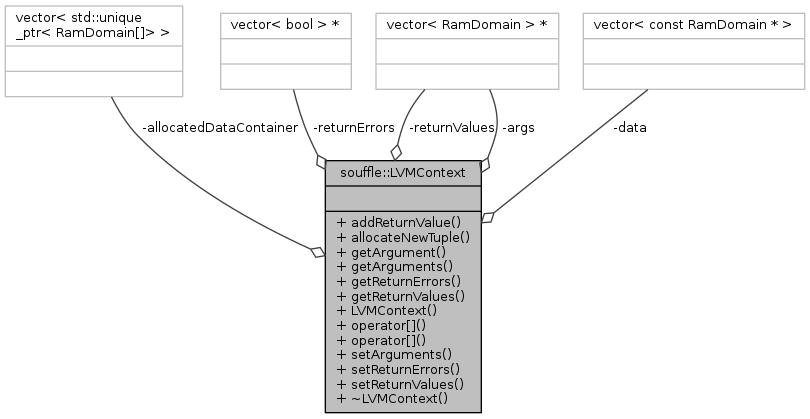 vector< std::unique
_ptr< RamDomain[]> >
vector< bool > *
vector< RamDomain > *
vector< const RamDomain * >
-allocatedDataContainer
-returnErrors
-returnValues
-args
-data
souffle::LVMContext
+ addReturnValue()
+ allocateNewTuple()
+ getArgument()
+ getArguments()
+ getReturnErrors()
+ getReturnValues()
+ LVMContext()
+ operator[]()
+ operator[]()
+ setArguments()
+ setReturnErrors()
+ setReturnValues()
+ ~LVMContext()